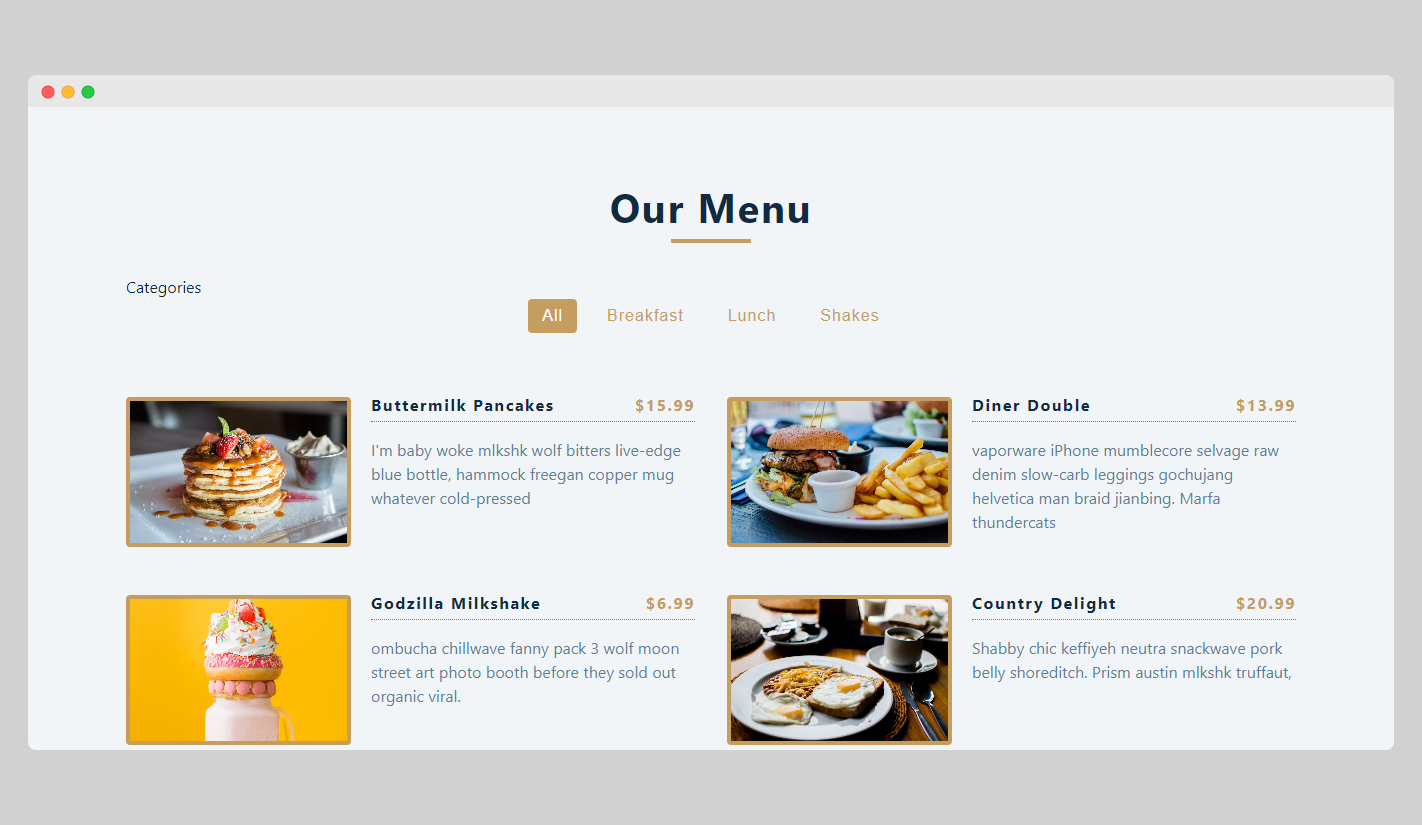 Our Menu
Categories
All Breakfast Lunch Shakes
Buttermilk Pancakes $15.99
I'm baby woke mlkshk wolf bitters live-edge
blue bottle, hammock freegan copper mug
whatever cold-pressed
Diner Double $13.99
vaporware iPhone mumblecore selvage raw
denim slow-carb leggings gochujang
helvetica man braid jianbing. Marfa
thundercats
Godzilla Milkshake $6.99
ombucha chillwave fanny pack 3 wolf moon
street art photo booth before they sold out
organic viral.
Country Delight $20.99
Shabby chic keffiyeh neutra snackwave pork
belly shoreditch. Prism austin mlkshk truffaut,